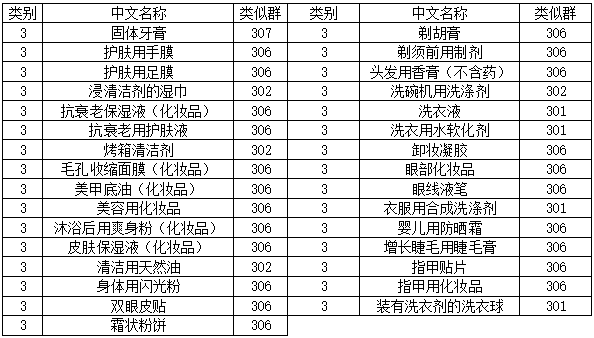 类别 中文名称 类似群 类别 中文名称 类似群
3 固体牙膏 307 3 剃胡膏 306
3 护肤用手膜 306 3 剃须前用制剂 306
3 护肤用足膜 306 3 头发用香膏（不含药） 306
3 浸清洁剂的湿巾 302 3 洗碗机用洗涤剂 302
3 抗衰老保湿液（化妆品） 306 3 洗衣液 301
3 抗衰老用护肤液 306 3 洗衣用水软化剂 301
3 烤箱清洁剂 302 3 卸妆凝胶 306
3 毛孔收缩面膜（化妆品） 306 3 眼部化妆品 306
3 美甲底油（化妆品） 306 3 眼线液笔 306
3 美容用化妆品 306 3 衣服用合成洗涤剂 301
3 沐浴后用爽身粉（化妆品） 306 3 婴儿用防晒霜 306
3 皮肤保湿液（化妆品） 306 3 增长睫毛用睫毛膏 306
3 清洁用天然油 302 3 指甲贴片 306
3 身体用闪光粉 306 3 指甲用化妆品 306
3 双眼皮贴 306 3 装有洗衣剂的洗衣球 301
3 霜状粉饼 306